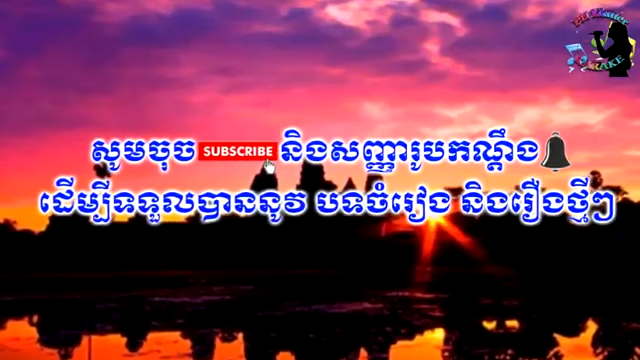 សូមចុច SUBSCRIBE និងសញ្ញារូបកណ្ដឹង
ដើម្បីទទួលបាននូវ បទចំរៀង និងរឿងថ្មីៗ